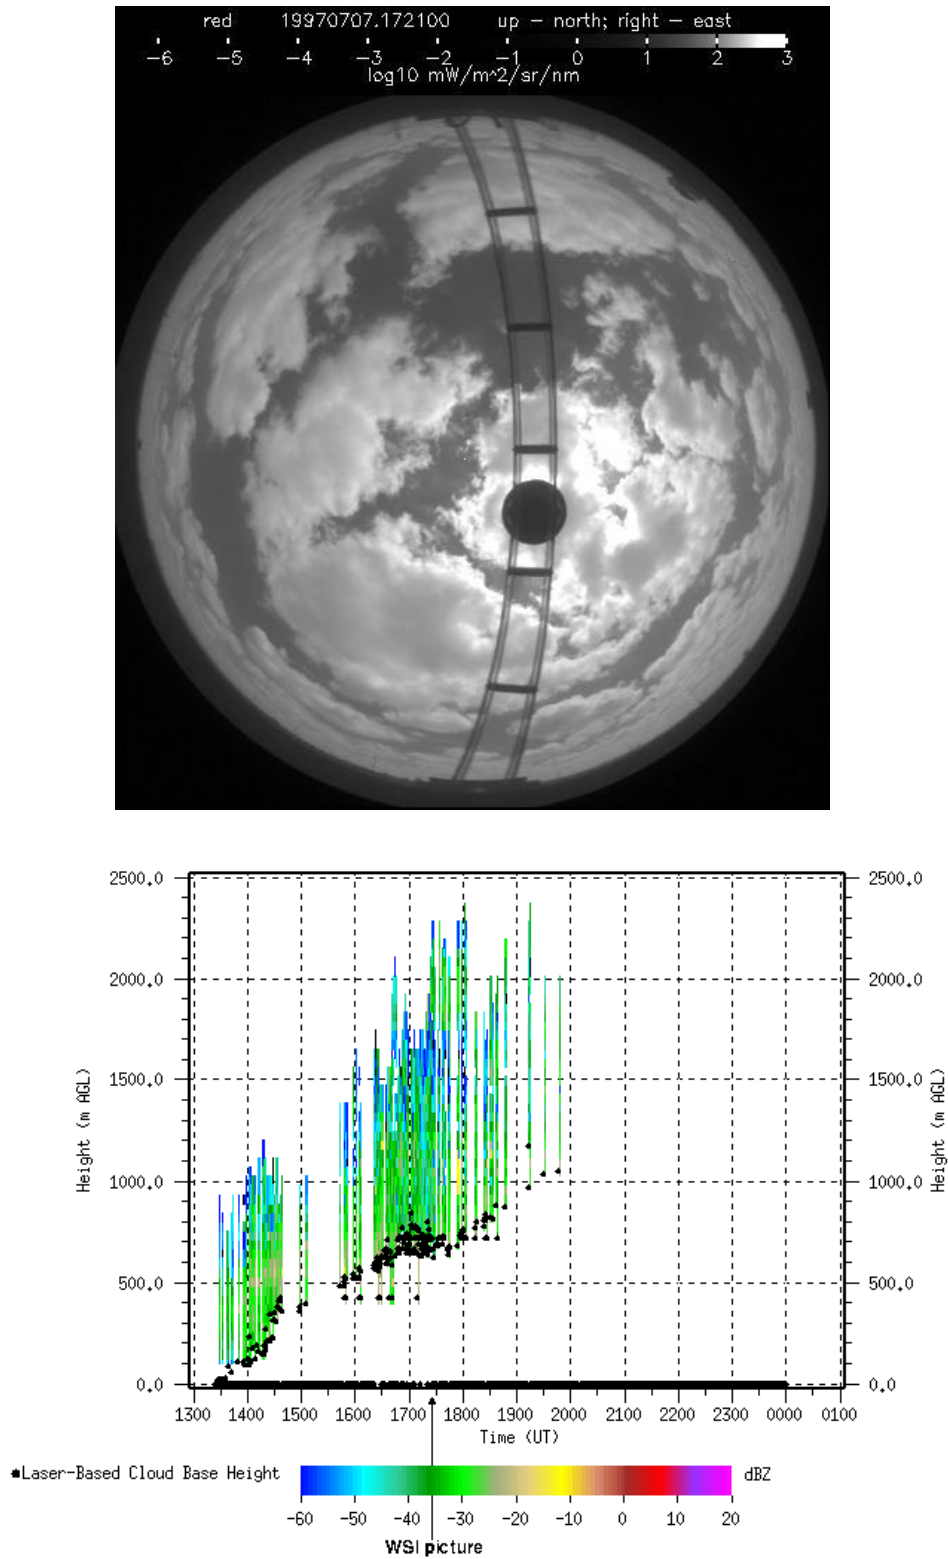 red 19970707.172100 up – north; right – east
−6 −5 −4 −3 −2 −1 0 1 2 3
log10 mW/m^2/sr/nm
2500.0 2500.0
2000.0 2000.0
1500.0 1500.0
1000.0 1000.0
500.0 500.0
0.0 0.0
Height (m AGL)
Height (m AGL)
1300 1400 1500 1600 1700 1800 1900 2000 2100 2200 2300 0000 0100
Time (UT)
Laser-Based Cloud Base Height
dBZ
-60 -50 -40 -30 -20 -10 0 10 20
WSI picture